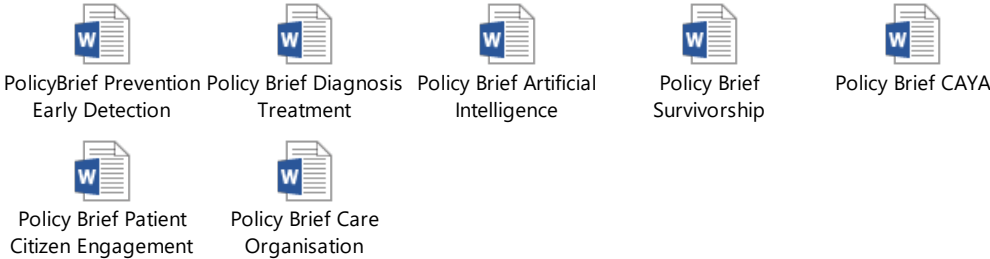 PolicyBrief Prevention
Early Detection
Policy Brief Diagnosis
Treatment
Policy Brief Artificial
Intelligence
Policy Brief
Survivorship
Policy Brief CAYA
Policy Brief Patient
Citizen Engagement
Policy Brief Care
Organisation